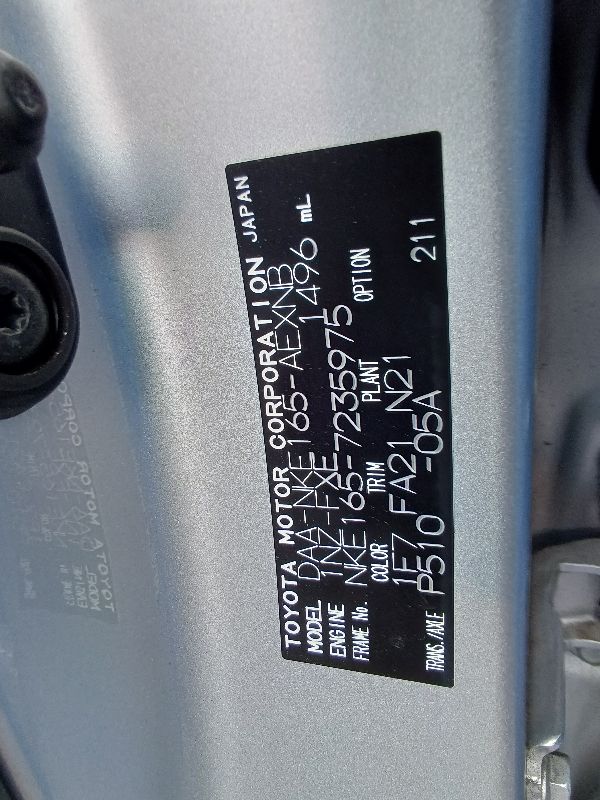 TOYOTA MOTOR CORPORATION JAPAN
MODEL DAA-NKE165-AEXNB
ENGINE 1NZ-FXE 1496 mL
FRAME No. NKE165-7235975
COLOR TRIM PLANT OPTION
1F7 FA21 N21
TRANS./AXLE P510 -05A 211